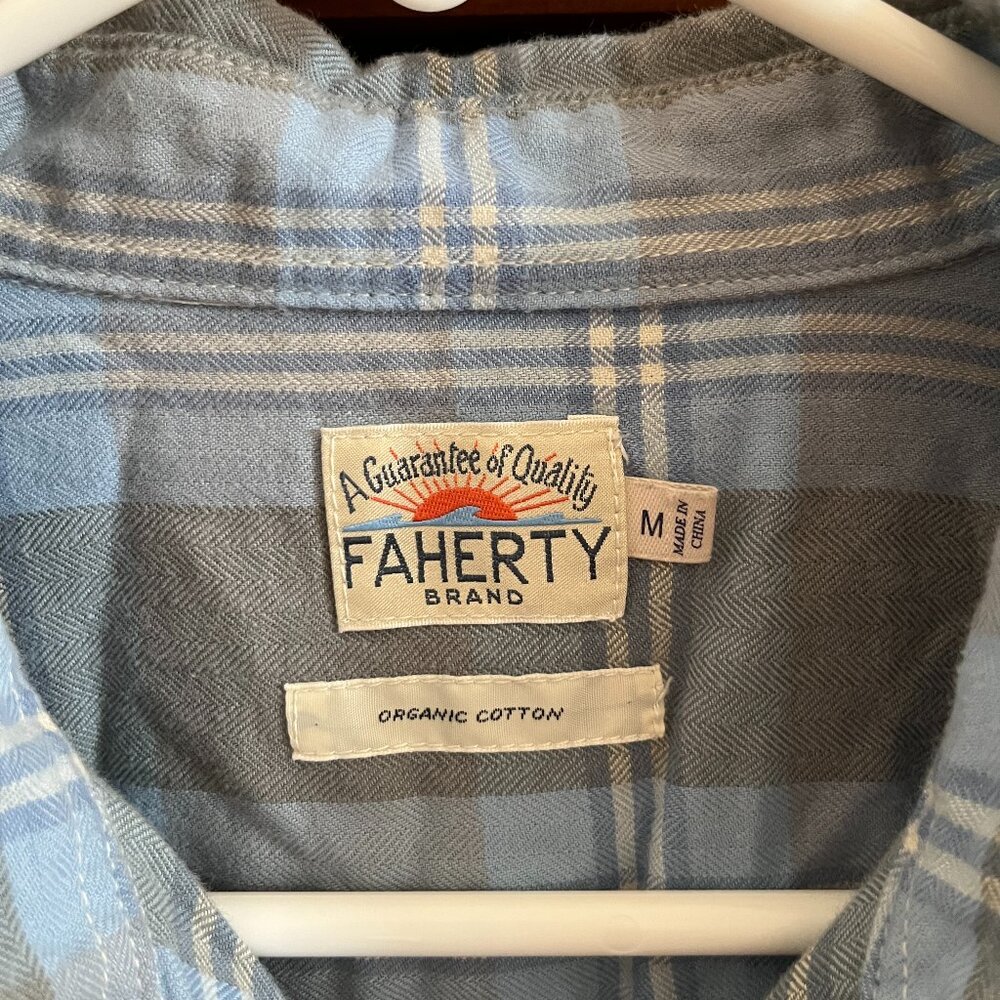 A Guarantee of Quality
FAHERTY
BRAND
M
MADE IN
CHINA
ORGANIC COTTON